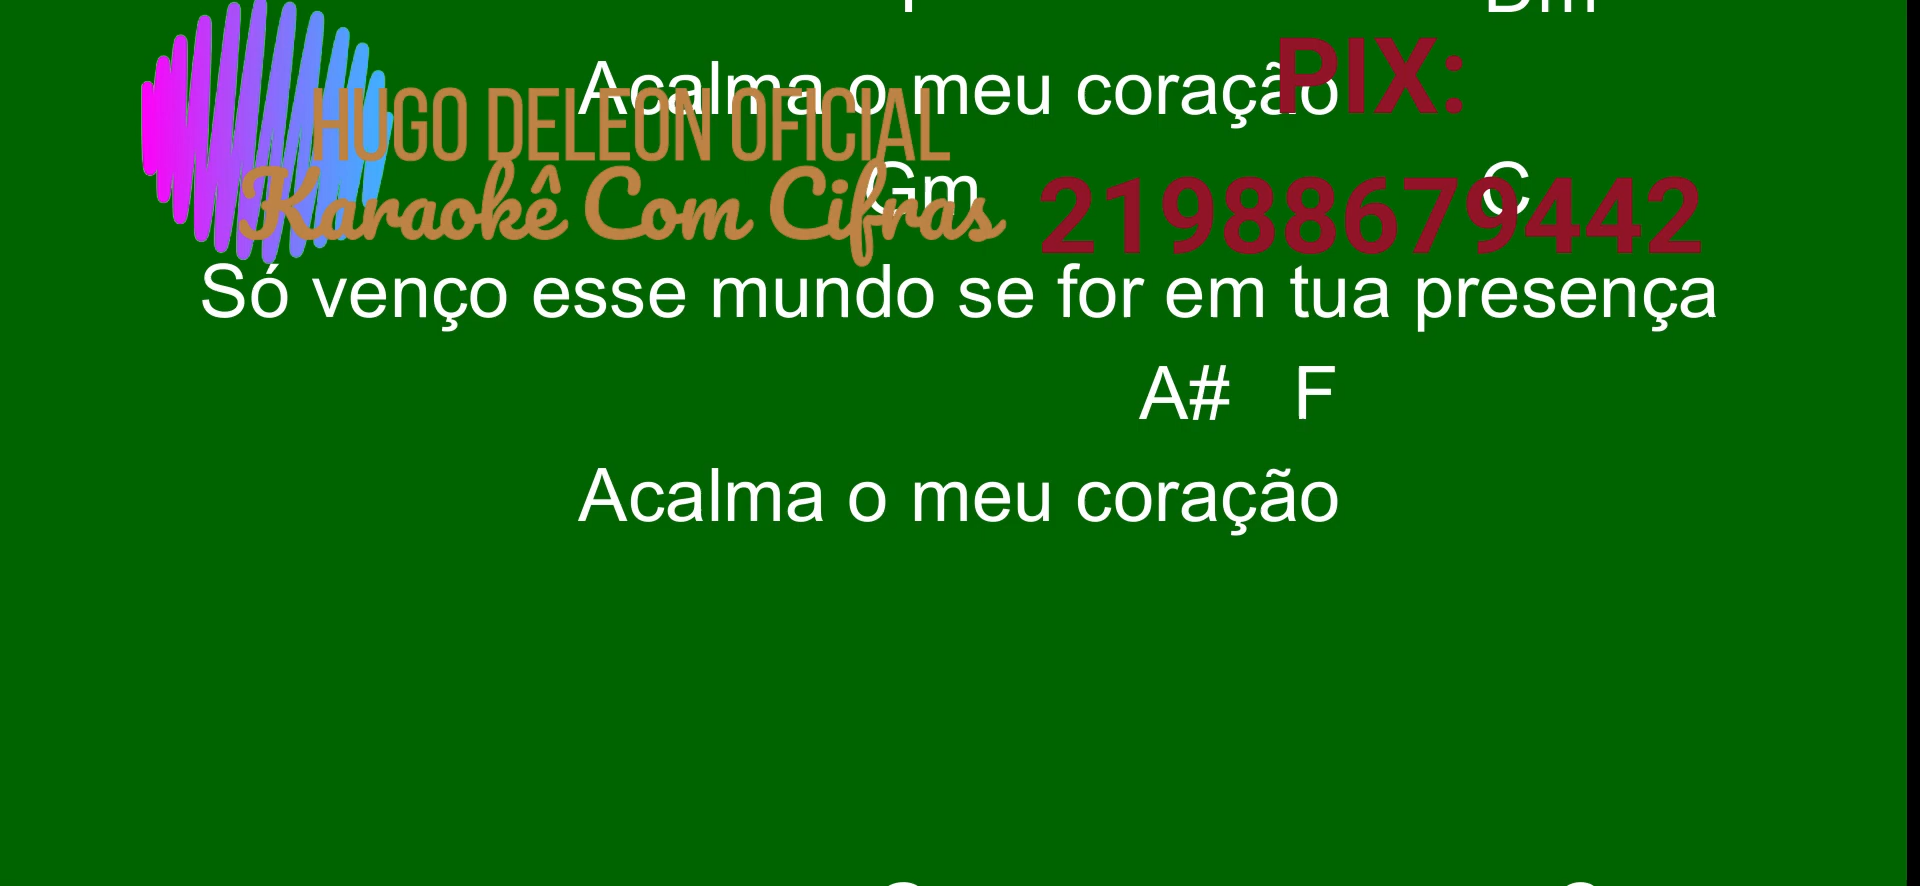 F Dm
Acalma o meu coração
PIX:
HUGO DELEON OFICIAL
Gm C
Karaokê Com Cifras
21988679442
Só venço esse mundo se for em tua presença
A# F
Acalma o meu coração